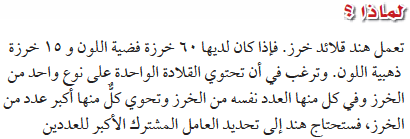 لماذا ؟
تعمل هند قلائد خرز. فإذا كان لديها ٦٠ خرزة فضية اللون و ١٥ خرزة
ذهبية اللون. وترغب في أن تحتوي القلادة الواحدة على نوع واحد من
الخرز وفي كل منها العدد نفسه من الخرز وتحوي كلٌّ منها أكبر عدد من
الخرز، فستحتاج هند إلى تحديد العامل المشترك الأكبر للعددين